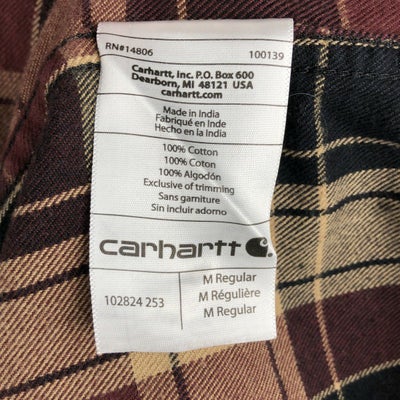 RN#14806 100139
Carhartt, Inc. P.O. Box 600
Dearborn, MI 48121 USA
carhartt.com
Made in India
Fabriqué en Inde
Hecho en la India
100% Cotton
100% Coton
100% Algodón
Exclusive of trimming
Sans garniture
Sin incluir adorno
carhartt
102824 253
M Regular
M Régulière
M Regular